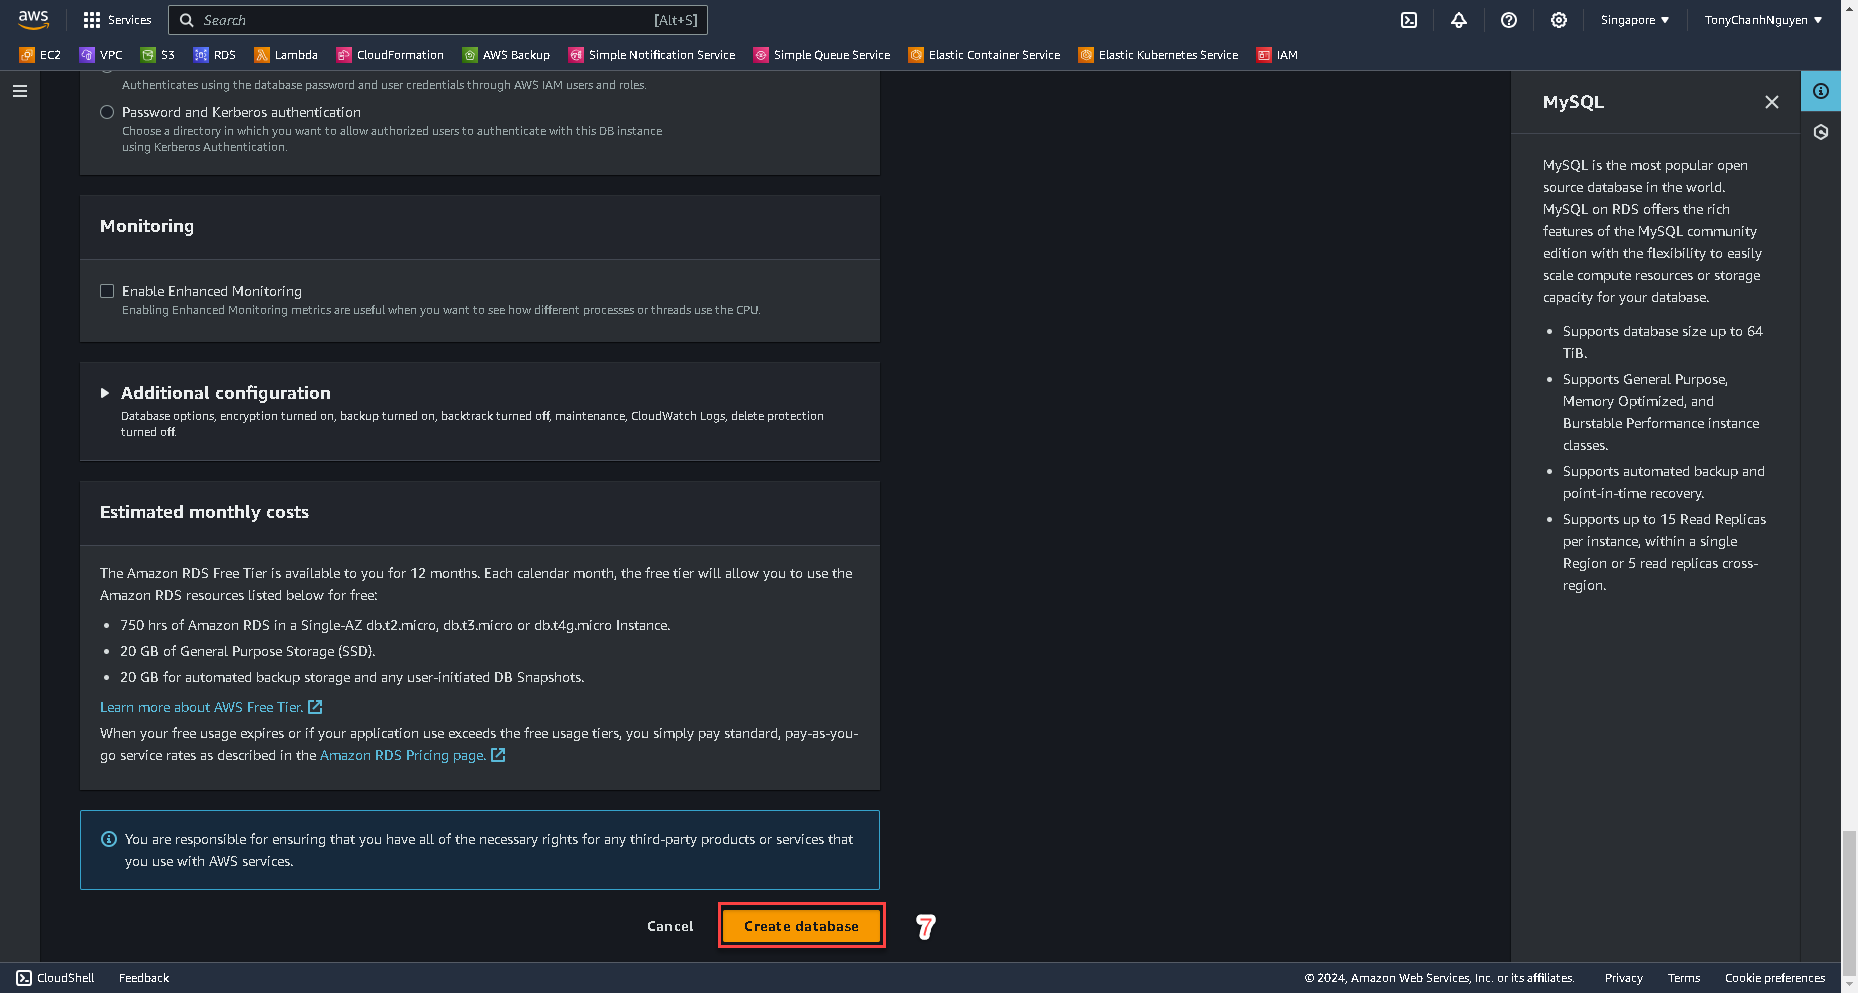 aws
Services
Search
[Alt+S]
Singapore
TonyChanhNguyen
EC2
VPC
S3
RDS
Lambda
CloudFormation
AWS Backup
Simple Notification Service
Simple Queue Service
Elastic Container Service
Elastic Kubernetes Service
IAM
Authenticates using the database password and user credentials through AWS IAM users and roles.
Password and Kerberos authentication
Choose a directory in which you want to allow authorized users to authenticate with this DB instance
using Kerberos Authentication.
Monitoring
Enable Enhanced Monitoring
Enabling Enhanced Monitoring metrics are useful when you want to see how different processes or threads use the CPU.
Additional configuration
Database options, encryption turned on, backup turned on, backtrack turned off, maintenance, CloudWatch Logs, delete protection
turned off.
Estimated monthly costs
The Amazon RDS Free Tier is available to you for 12 months. Each calendar month, the free tier will allow you to use the
Amazon RDS resources listed below for free:
• 750 hrs of Amazon RDS in a Single-AZ db.t2.micro, db.t3.micro or db.t4g.micro Instance.
• 20 GB of General Purpose Storage (SSD).
• 20 GB for automated backup storage and any user-initiated DB Snapshots.
Learn more about AWS Free Tier.
When your free usage expires or if your application use exceeds the free usage tiers, you simply pay standard, pay-as-you-
go service rates as described in the Amazon RDS Pricing page.
You are responsible for ensuring that you have all of the necessary rights for any third-party products or services that
you use with AWS services.
Cancel
Create database
7
MySQL
MySQL is the most popular open
source database in the world.
MySQL on RDS offers the rich
features of the MySQL community
edition with the flexibility to easily
scale compute resources or storage
capacity for your database.
• Supports database size up to 64
TiB.
• Supports General Purpose,
Memory Optimized, and
Burstable Performance instance
classes.
• Supports automated backup and
point-in-time recovery.
• Supports up to 15 Read Replicas
per instance, within a single
Region or 5 read replicas cross-
region.
CloudShell
Feedback
© 2024, Amazon Web Services, Inc. or its affiliates.
Privacy
Terms
Cookie preferences